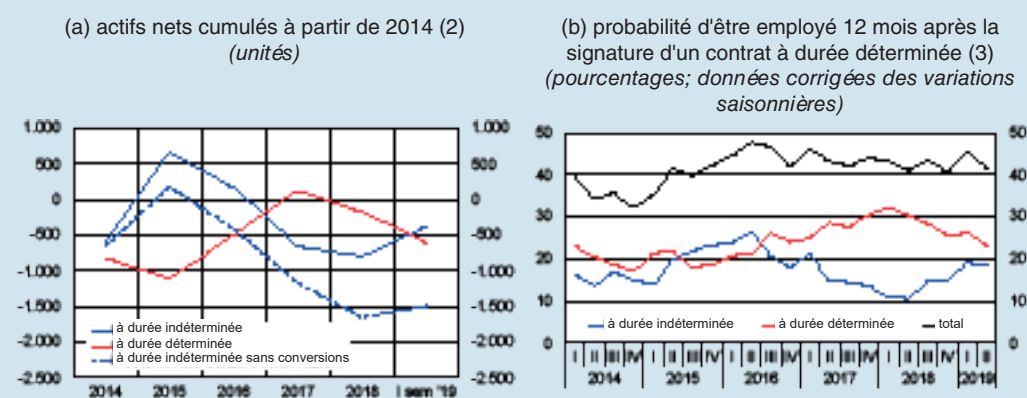 (a) actifs nets cumulés à partir de 2014 (2)
(unités)
1.000
500
0
-500
-1.000
-1.500
-2.000
-2.500
1.000
500
0
-500
-1.000
-1.500
-2.000
-2.500
à durée indéterminée
à durée déterminée
à durée indéterminée sans conversions
2014 2015 2016 2017 2018 I sem '19
(b) probabilité d'être employé 12 mois après la
signature d'un contrat à durée déterminée (3)
(pourcentages; données corrigées des variations
saisonnières)
50
40
30
20
10
0
50
40
30
20
10
0
à durée indéterminée à durée déterminée total
I II III IV I II III IV I II III IV I II III IV I II III IV I II
2014 2015 2016 2017 2018 2019